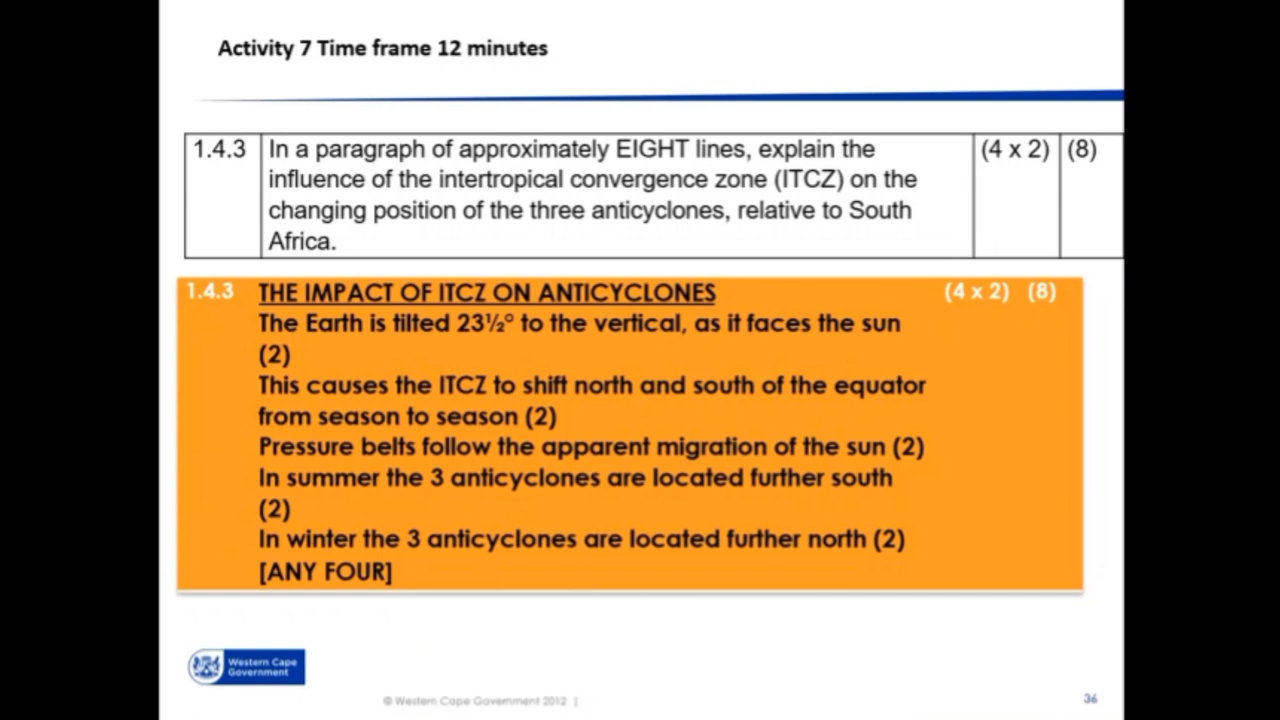 Activity 7 Time frame 12 minutes
1.4.3 In a paragraph of approximately EIGHT lines, explain the (4 x 2) (8)
influence of the intertropical convergence zone (ITCZ) on the
changing position of the three anticyclones, relative to South
Africa.
1.4.3 THE IMPACT OF ITCZ ON ANTICYCLONES (4 x 2) (8)
The Earth is tilted 23½° to the vertical, as it faces the sun
(2)
This causes the ITCZ to shift north and south of the equator
from season to season (2)
Pressure belts follow the apparent migration of the sun (2)
In summer the 3 anticyclones are located further south
(2)
In winter the 3 anticyclones are located further north (2)
[ANY FOUR]
Western Cape
Government
© Western Cape Government 2012 |
36